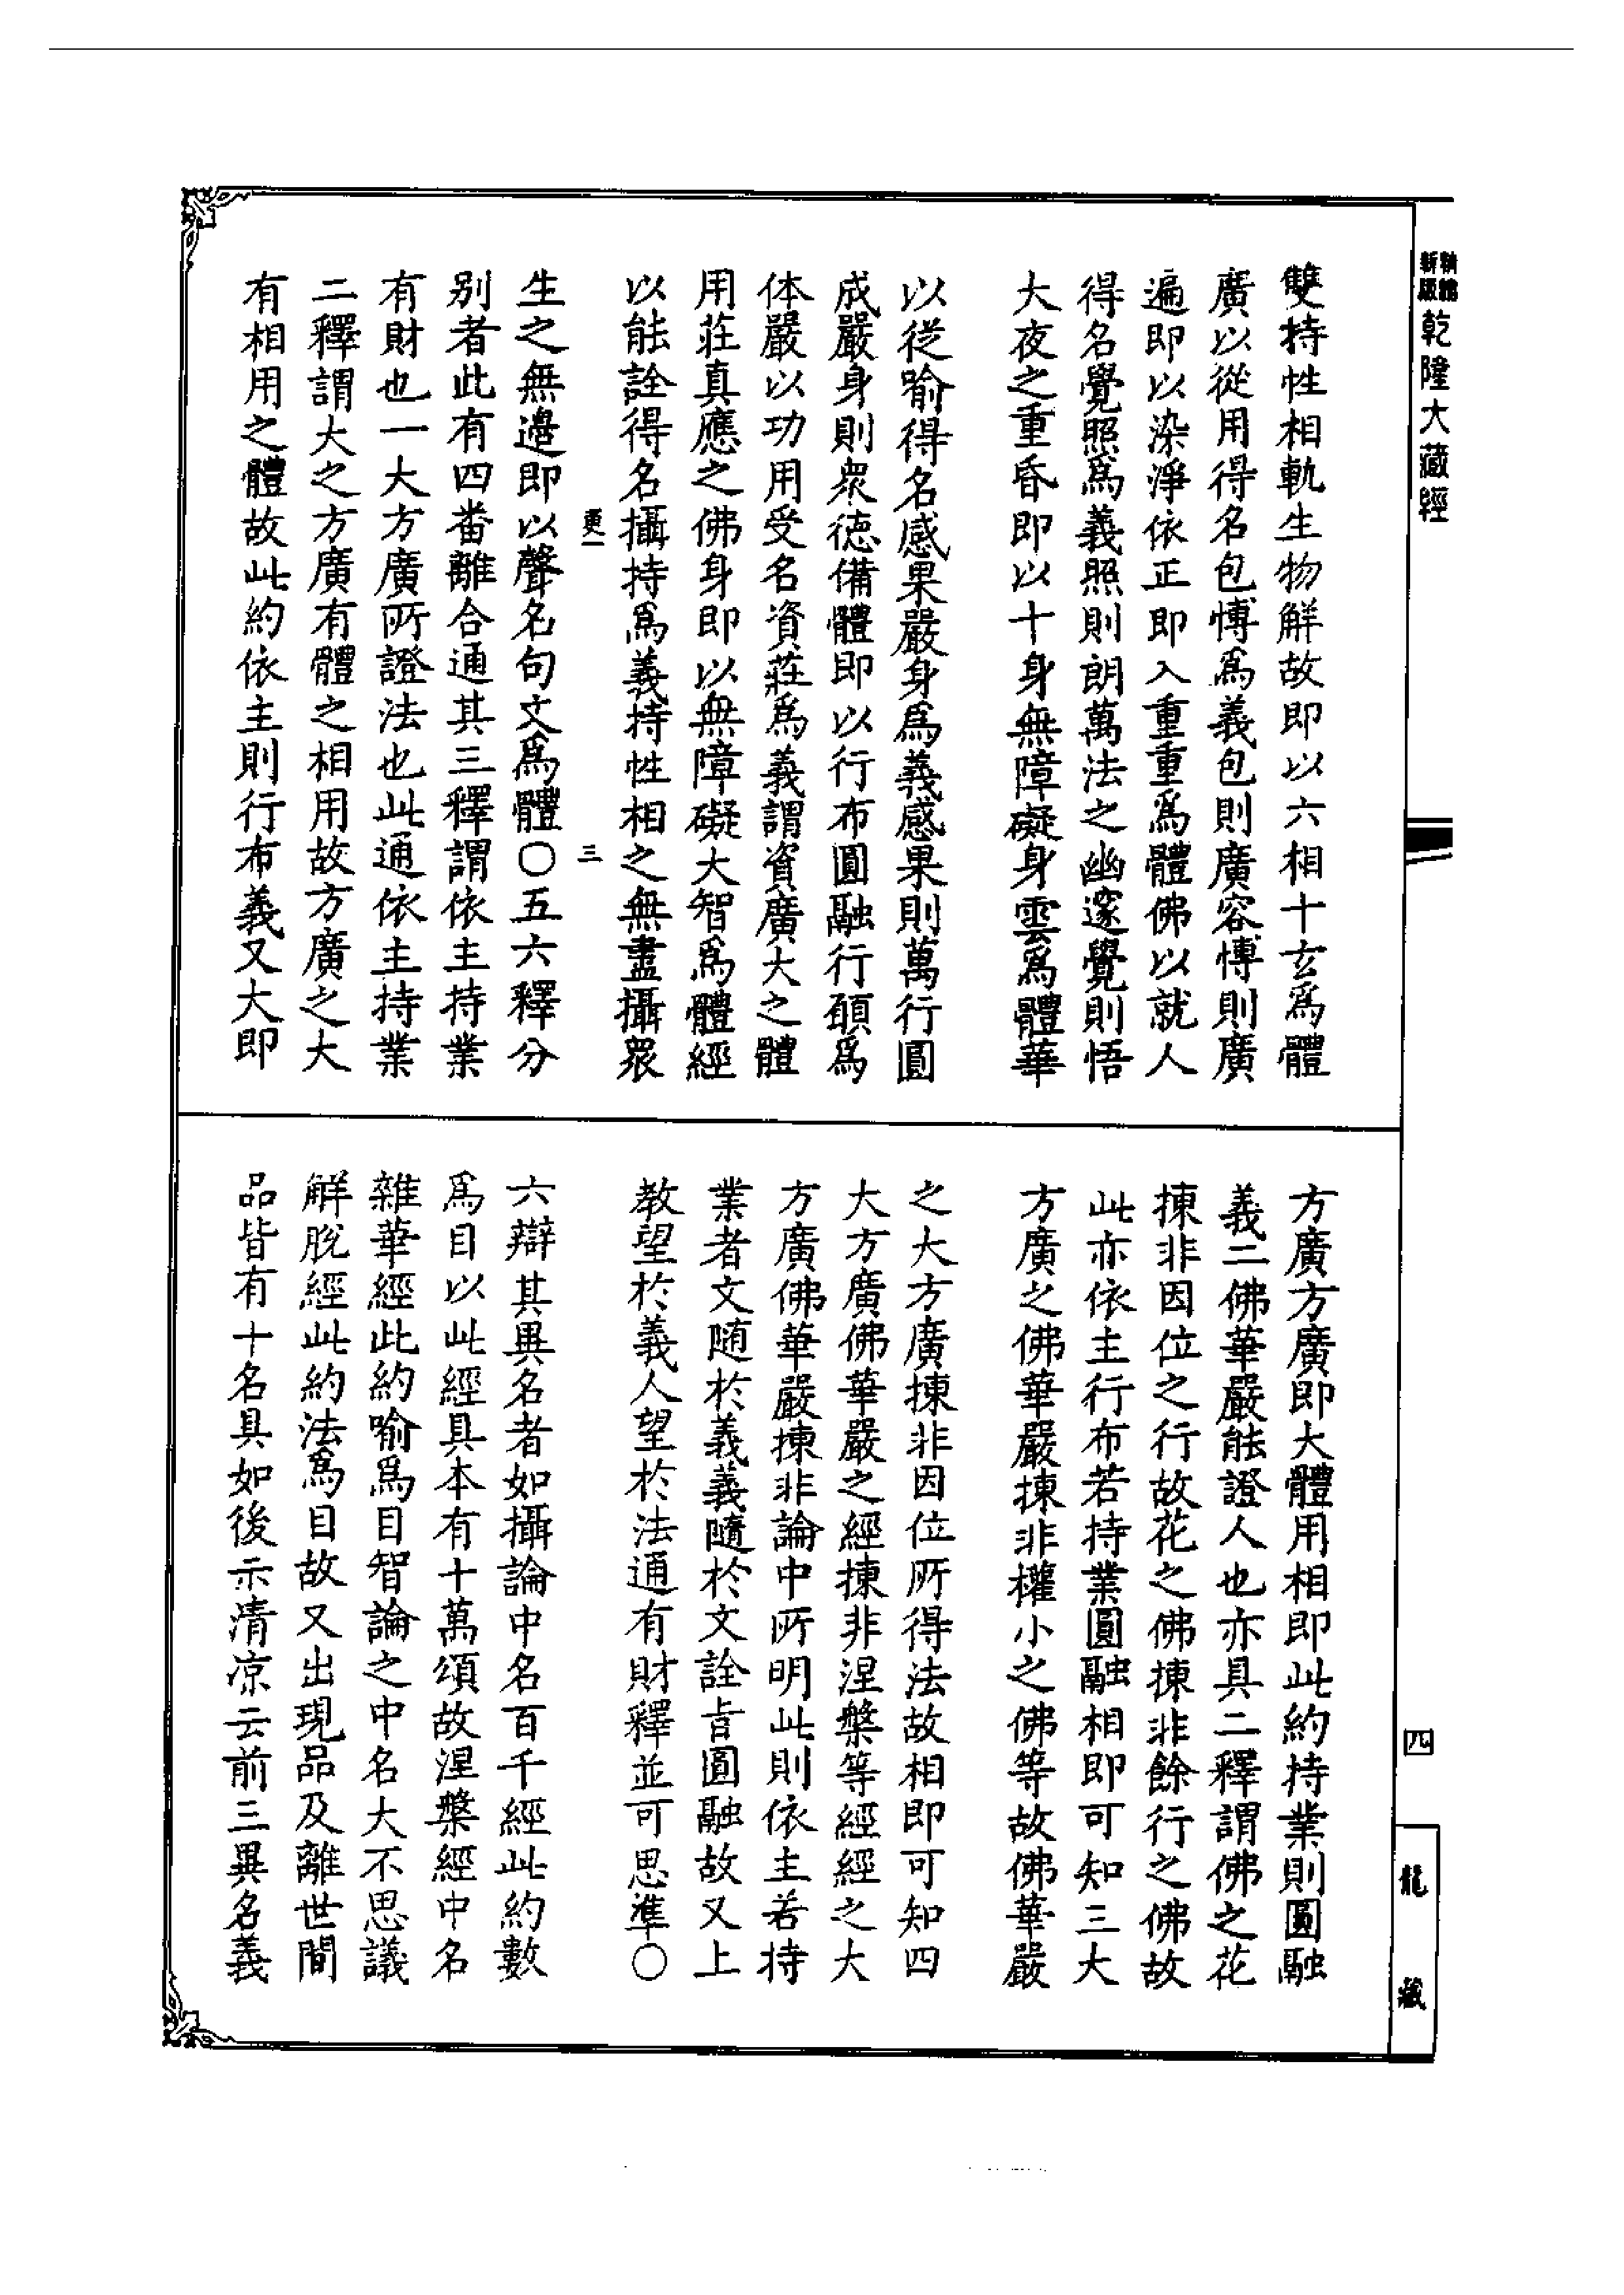 新版
精縮
乾隆大藏經
雙持性相軌生物解故即以六相十玄爲體
廣以從用得名包愽爲義包則廣容愽則廣
遍即以染淨依正即入重重爲體佛以就人
得名覺照爲義照則朗萬法之幽邃覺則悟
大夜之重昏即以十身無障礙身雲爲體華
以從喻得名感果嚴身爲義感果則萬行圓
成嚴身則衆德備體即以行布圓融行願爲
体嚴以功用受名資莊爲義謂資廣大之體
用莊真應之佛身即以無障礙大智爲體經
以能詮得名攝持爲義持性相之無盡攝衆
更一
三
生之無邊即以聲名句文爲體〇五六釋分
别者此有四番離合通其三釋謂依主持業
有財也一大方廣所證法也此通依主持業
二釋謂大之方廣有體之相用故方廣之大
有相用之體故此約依主則行布義又大即
方廣方廣即大體用相即此約持業則圓融
義二佛華嚴能證人也亦具二釋謂佛之花
揀非因位之行故花之佛揀非餘行之佛故
此亦依主行布若持業圓融相即可知三大
方廣之佛華嚴揀非權小之佛等故佛華嚴
之大方廣揀非因位所得法故相即可知四
大方廣佛華嚴之經揀非涅槃等經經之大
方廣佛華嚴揀非論中所明此則依主若持
業者文随於義義隨於文詮旨圓融故又上
教望於義人望於法通有財釋並可思準〇
六辯其異名者如攝論中名百千經此約數
爲目以此經具本有十萬頌故涅槃經中名
雜華經此約喻爲目智論之中名大不思議
解脫經此約法爲目故又出現品及離世間
品皆有十名具如後示清凉云前三異名義
四
龍藏